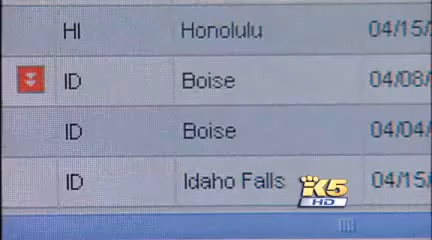 HI Honolulu 04/15/
ID Boise 04/08/
ID Boise 04/04/
ID Idaho Falls 04/15/
K5
HD